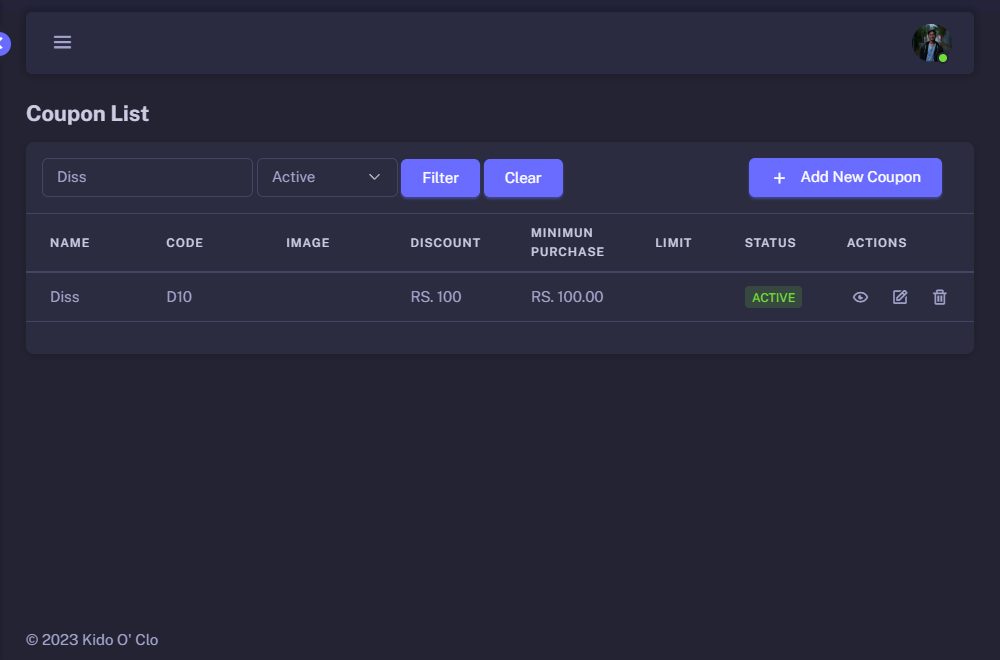 Coupon List
Diss
Active
Filter
Clear
+ Add New Coupon
NAME
CODE
IMAGE
DISCOUNT
MINIMUN
PURCHASE
LIMIT
STATUS
ACTIONS
Diss
D10
RS. 100
RS. 100.00
ACTIVE
© 2023 Kido O' Clo